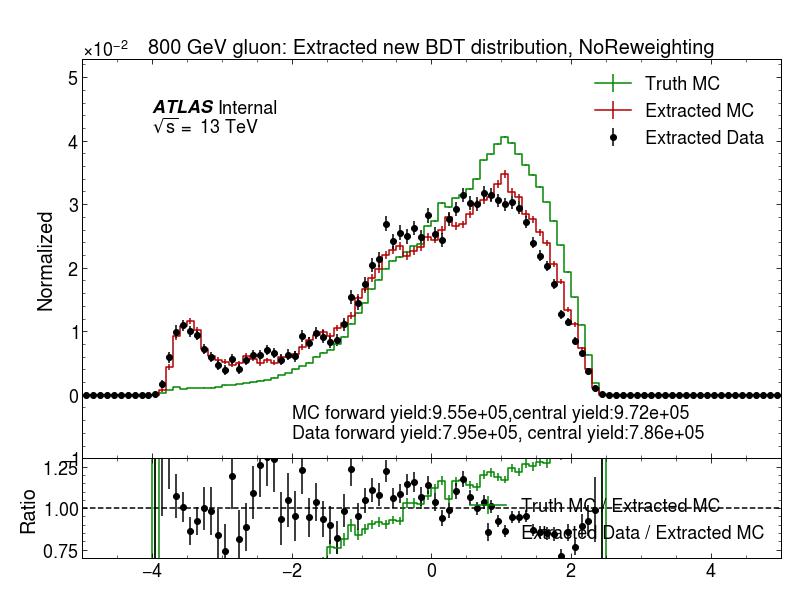 ×10⁻² 800 GeV gluon: Extracted new BDT distribution, NoReweighting
5
4
3
2
1
0
Normalized
ATLAS Internal
√s = 13 TeV
Truth MC
Extracted MC
Extracted Data
MC forward yield:9.55e+05,central yield:9.72e+05
Data forward yield:7.95e+05, central yield:7.86e+05
1.25
1.00
0.75
Ratio
Truth MC / Extracted MC
Extracted Data / Extracted MC
−4 −2 0 2 4